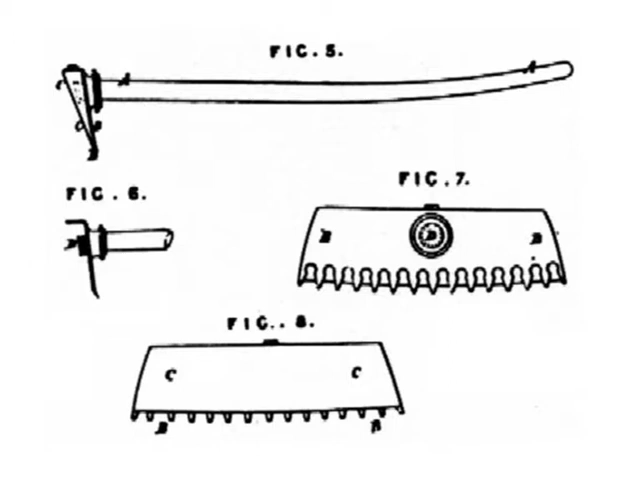 FIG. 5.
A A
C
C B
B
FIG. 6.
B
FIG. 7.
B B B
FIG. 8.
C C
B B